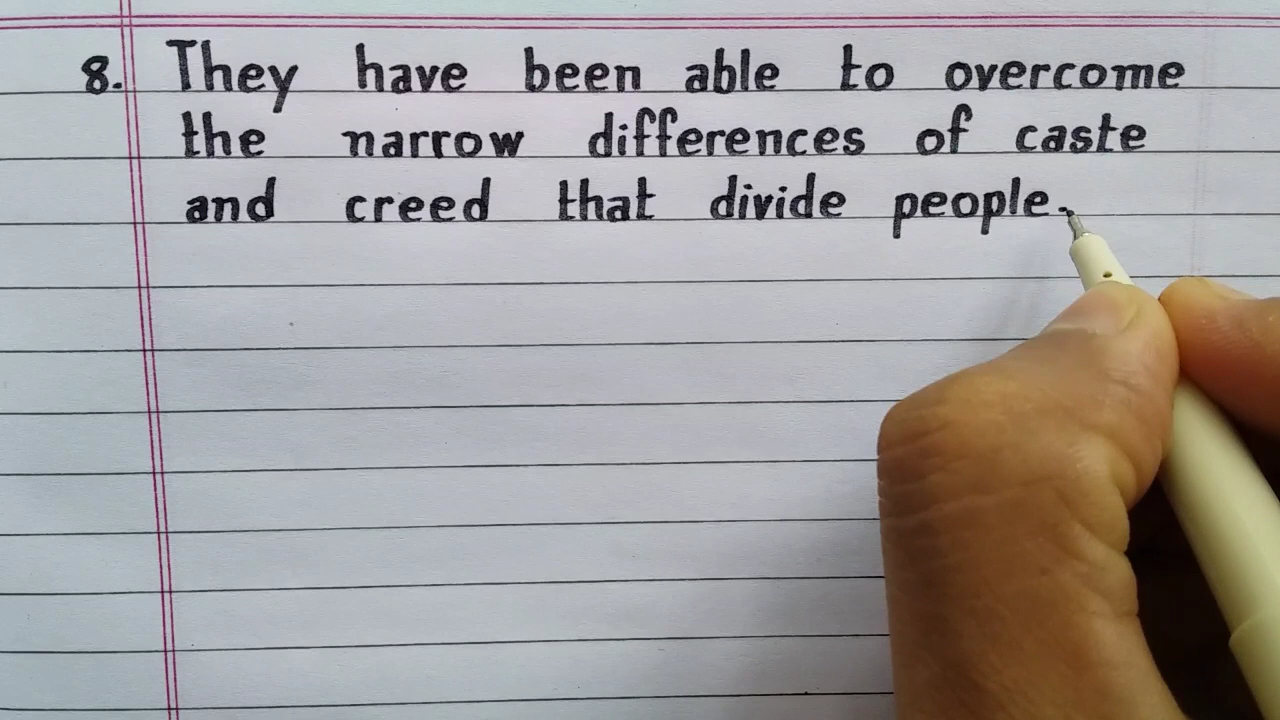 8. They have been able to overcome
the narrow differences of caste
and creed that divide people.